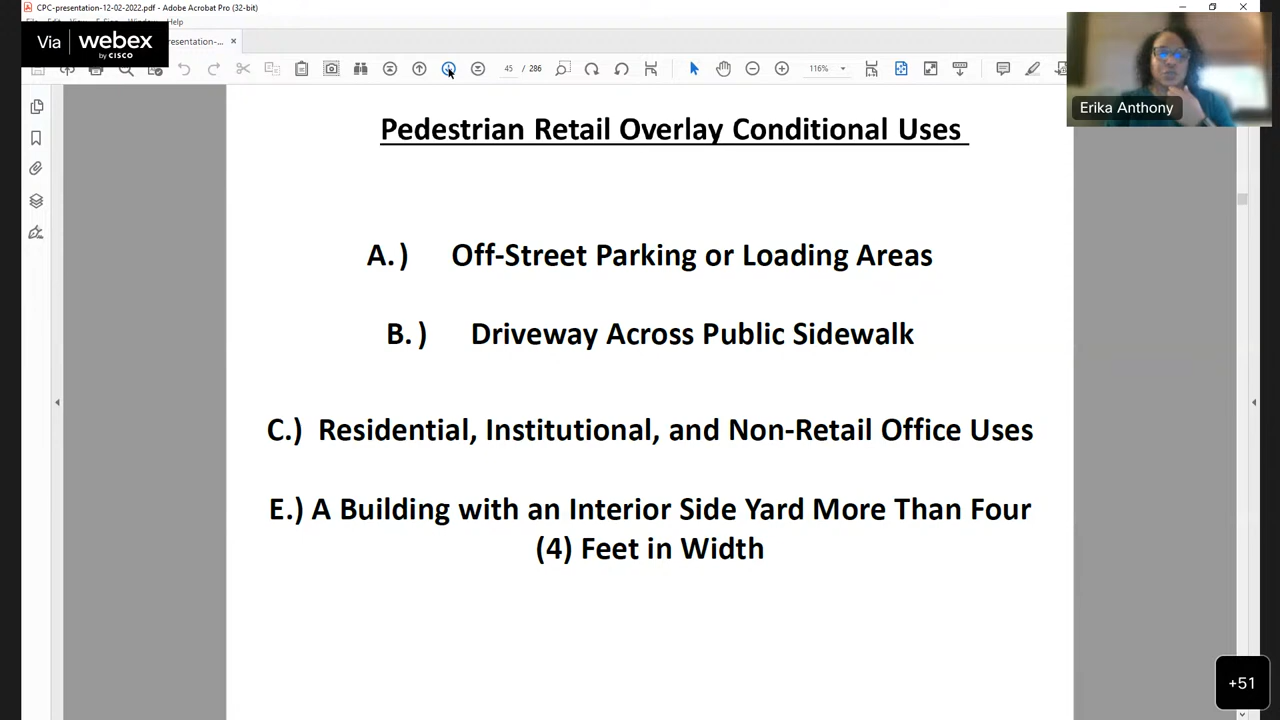 CPC-presentation-12-02-2022.pdf - Adobe Acrobat Pro (32-bit)
Via webex
by CISCO
resentation-... ×
45 / 286
116%
Erika Anthony
Pedestrian Retail Overlay Conditional Uses
A.) Off-Street Parking or Loading Areas
B.) Driveway Across Public Sidewalk
C.) Residential, Institutional, and Non-Retail Office Uses
E.) A Building with an Interior Side Yard More Than Four
(4) Feet in Width
+51